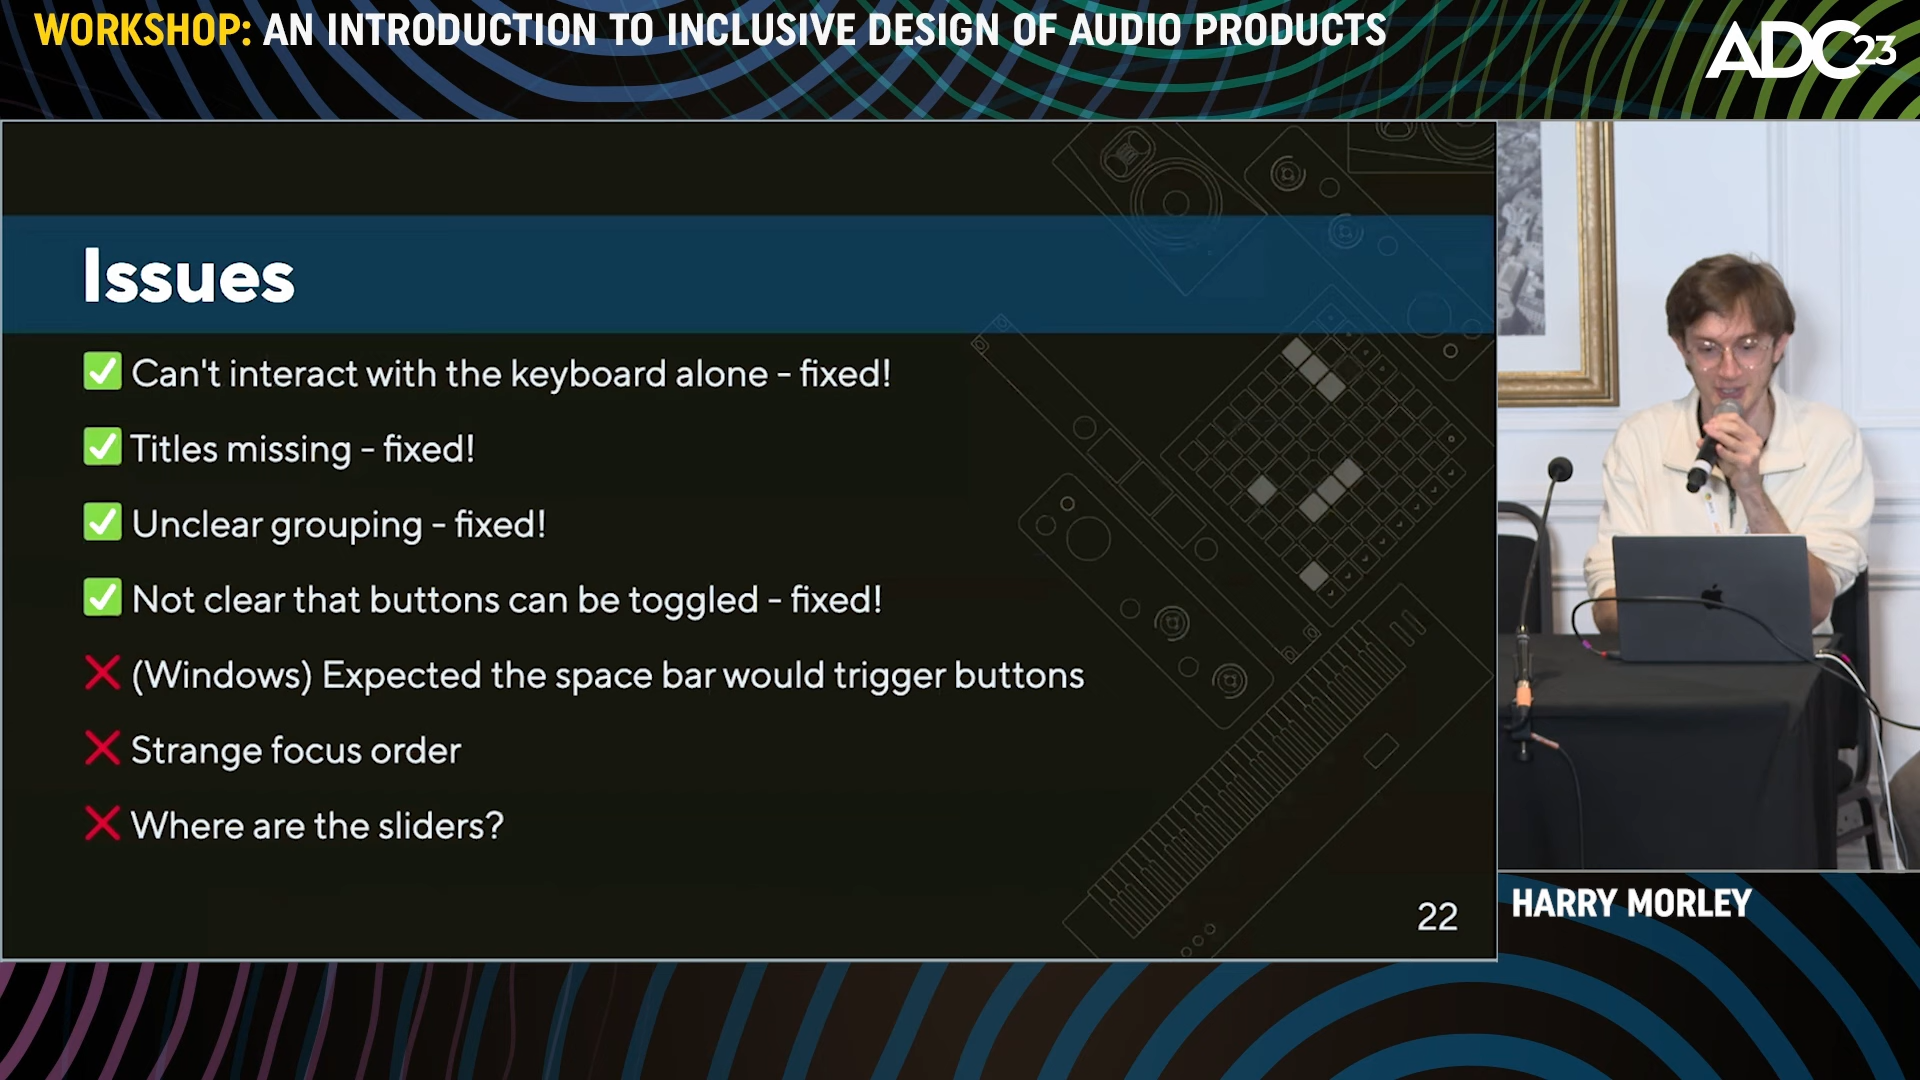 WORKSHOP: AN INTRODUCTION TO INCLUSIVE DESIGN OF AUDIO PRODUCTS
ADC23
Issues
✅ Can't interact with the keyboard alone - fixed!
✅ Titles missing - fixed!
✅ Unclear grouping - fixed!
✅ Not clear that buttons can be toggled - fixed!
❌ (Windows) Expected the space bar would trigger buttons
❌ Strange focus order
❌ Where are the sliders?
22
HARRY MORLEY